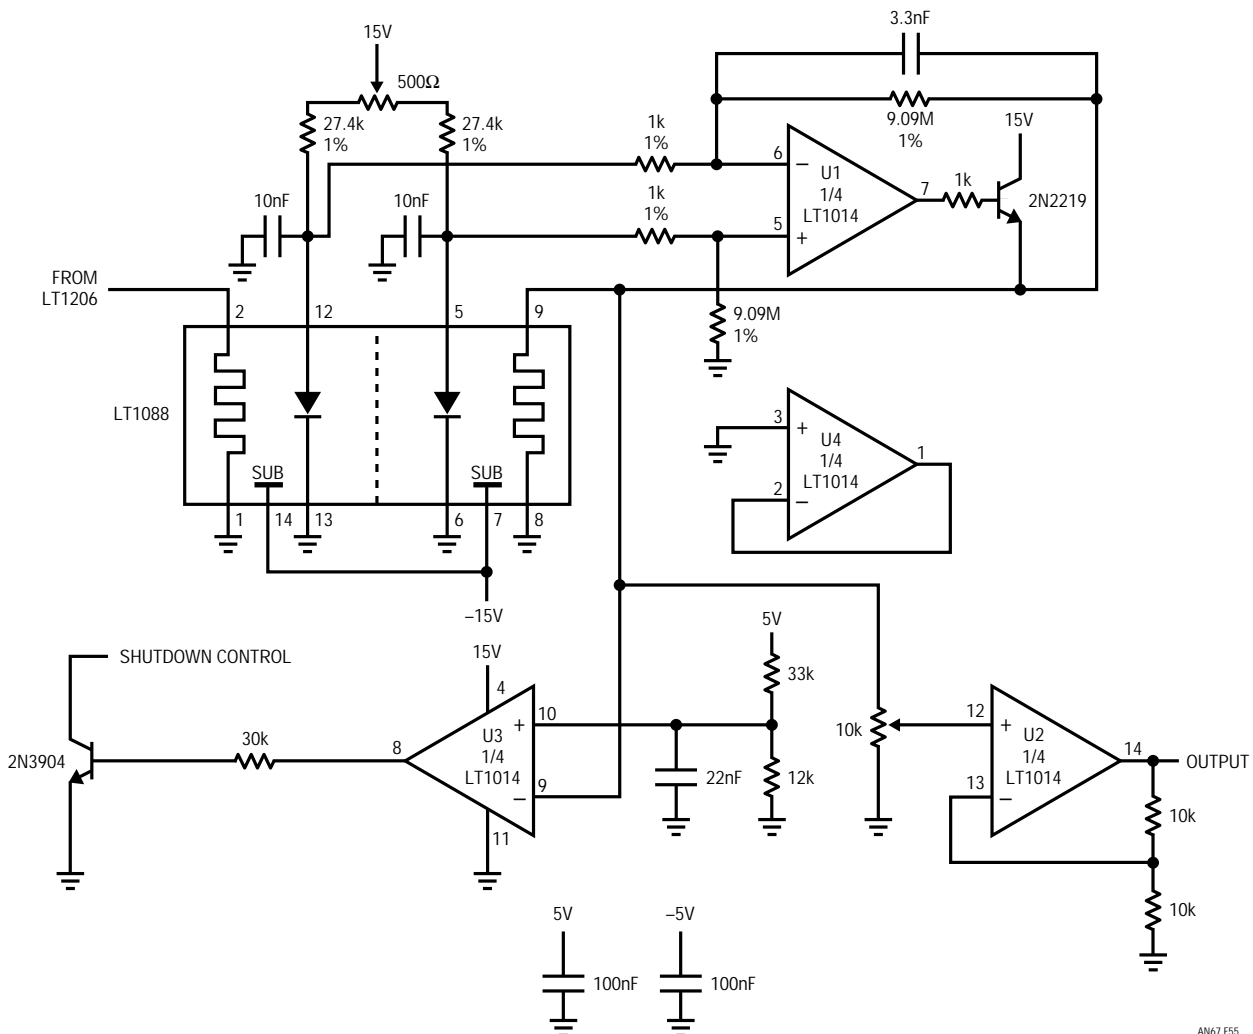 3.3nF
15V
500Ω
27.4k
1%
27.4k
1%
1k
1%
9.09M
1%
15V
6
–
U1
1/4
LT1014
7
1k
2N2219
10nF
10nF
1k
1%
5
+
FROM
LT1206
2
12
5
9
9.09M
1%
LT1088
SUB
SUB
1
14
13
6
7
8
–15V
3
+
U4
1/4
LT1014
1
2
–
SHUTDOWN CONTROL
15V
4
5V
33k
10
+
U3
1/4
LT1014
8
30k
2N3904
9
–
11
22nF
12k
10k
12
+
U2
1/4
LT1014
14
OUTPUT
13
–
10k
10k
5V
–5V
100nF
100nF
AN67 F55